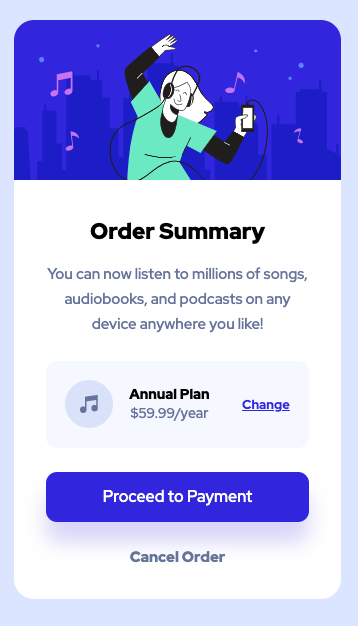 Order Summary
You can now listen to millions of songs,
audiobooks, and podcasts on any
device anywhere you like!
Annual Plan
$59.99/year
Change
Proceed to Payment
Cancel Order